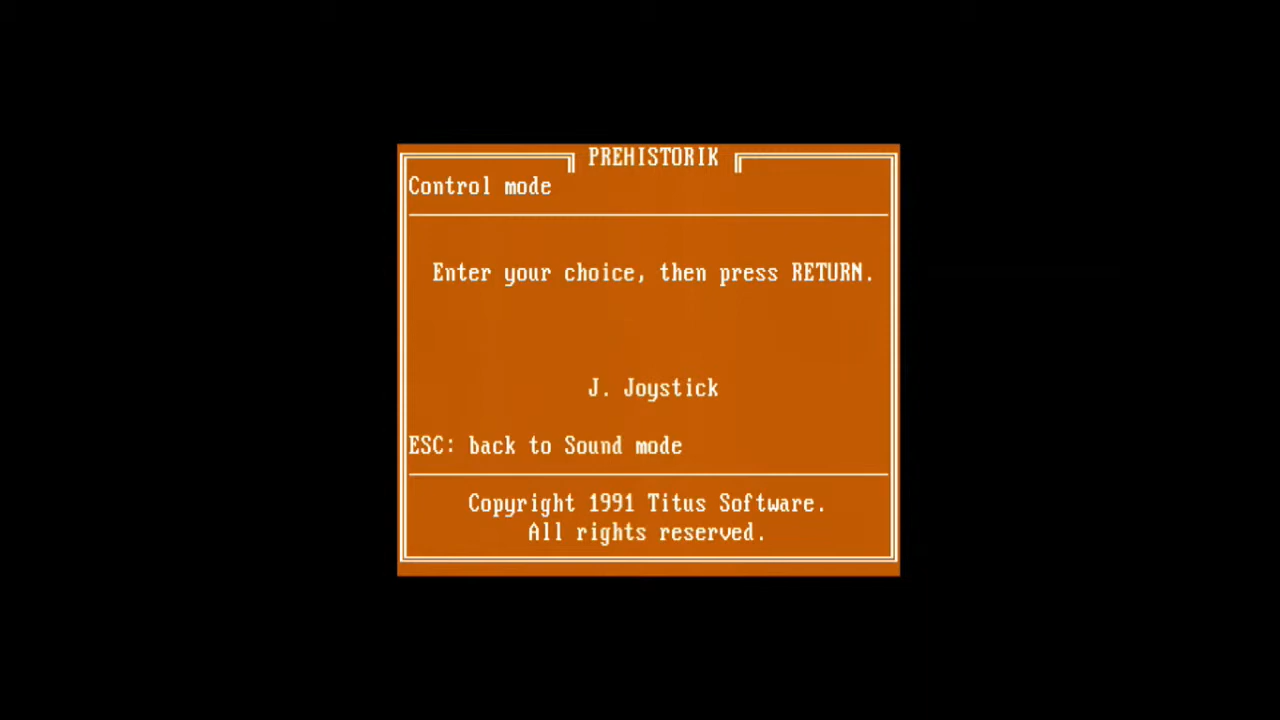 PREHISTORIK
Control mode
Enter your choice, then press RETURN.
J. Joystick
ESC: back to Sound mode
Copyright 1991 Titus Software.
All rights reserved.